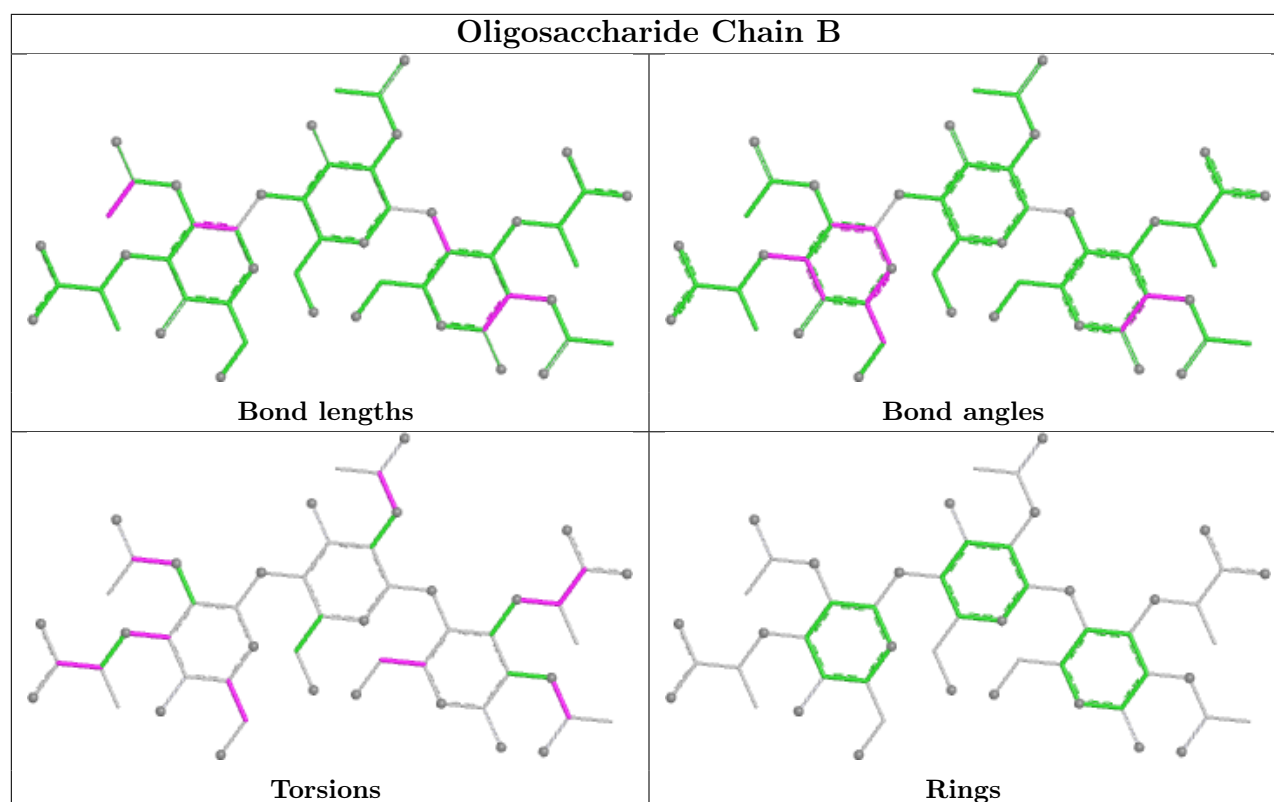 Oligosaccharide Chain B
Bond lengths
Bond angles
Torsions
Rings